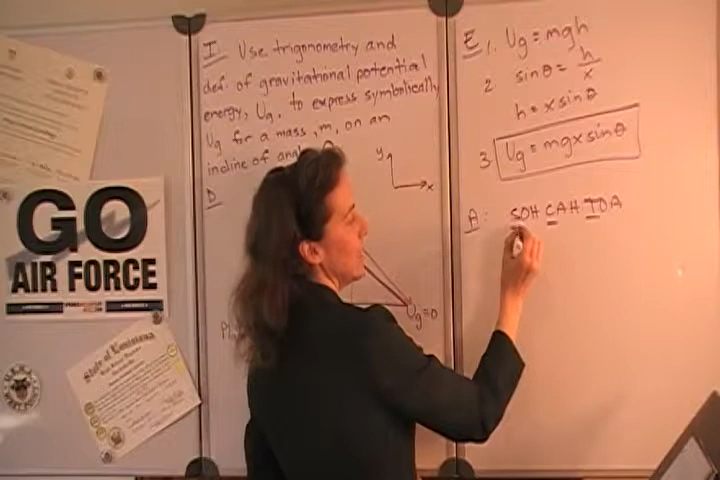 I Use trigonometry and
def. of gravitational potential
energy, Ug, to express symbolically
Ug for a mass, m, on an
incline of angle
D
y
x
Ug=0
E 1. Ug = mgh
2. sinθ = h/x
h = x sinθ
3. Ug = mgx sinθ
A: SOH CAH TOA
GO
AIR FORCE
State of Louisiana